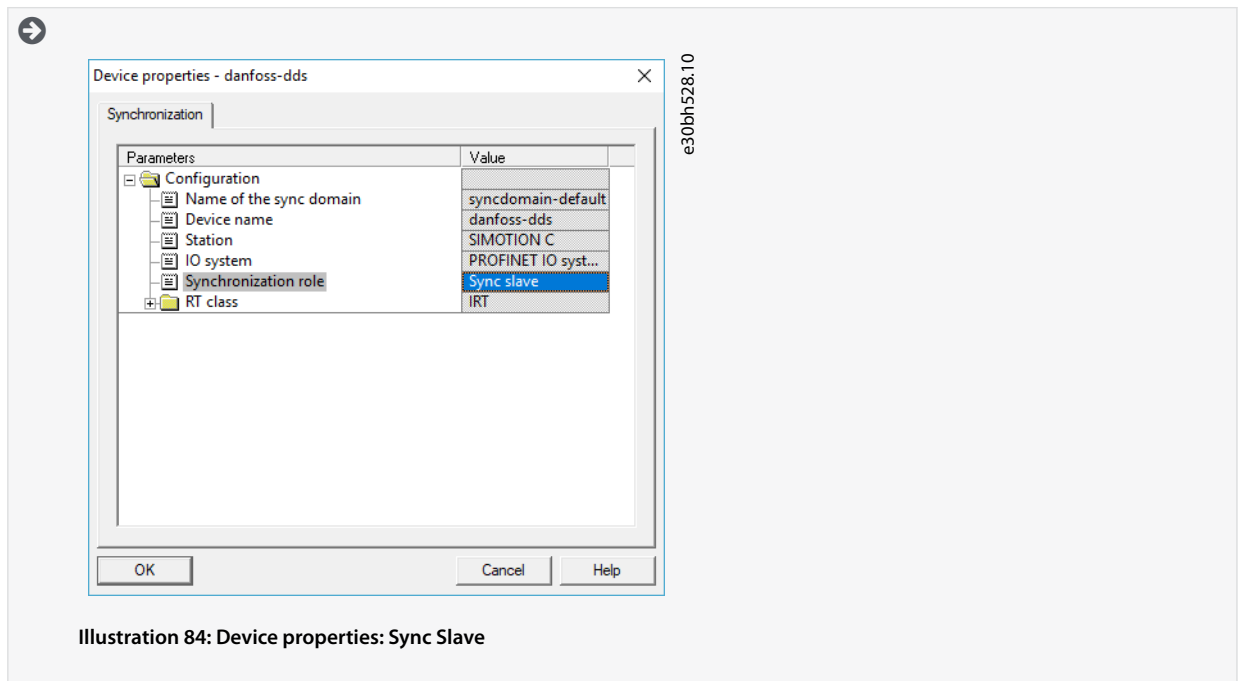 Device properties - danfoss-dds
Synchronization
Parameters Value
Configuration
Name of the sync domain syncdomain-default
Device name danfoss-dds
Station SIMOTION C
IO system PROFINET IO syst...
Synchronization role Sync slave
RT class IRT
OK Cancel Help
e30bh528.10
Illustration 84: Device properties: Sync Slave